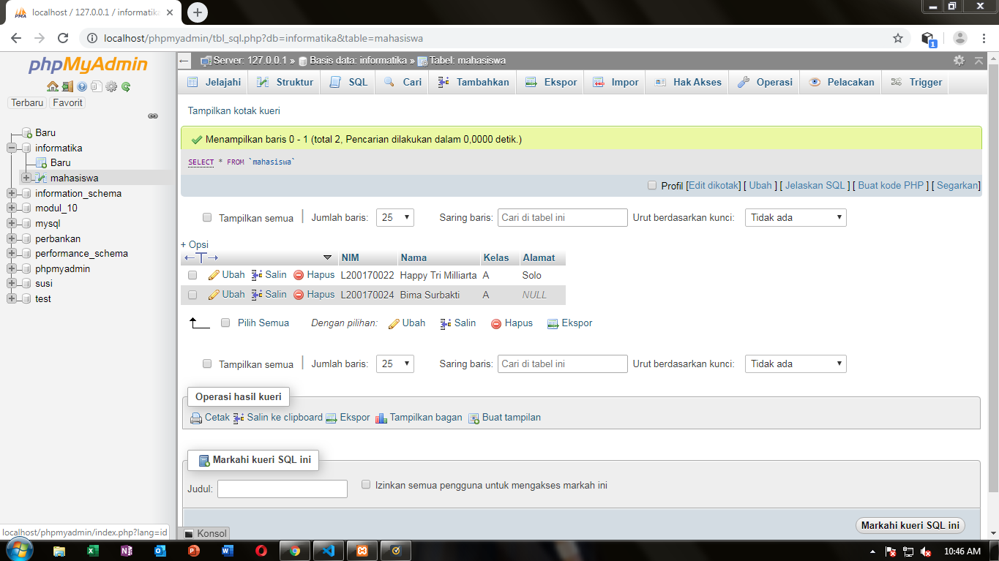 localhost / 127.0.0.1 / informatika
localhost/phpmyadmin/tbl_sql.php?db=informatika&table=mahasiswa
1
phpMyAdmin
Terbaru Favorit
Baru
informatika
Baru
mahasiswa
information_schema
modul_10
mysql
perbankan
performance_schema
phpmyadmin
susi
test
localhost/phpmyadmin/index.php?lang=id
Server: 127.0.0.1 » Basis data: informatika » Tabel: mahasiswa
Jelajahi Struktur SQL Cari Tambahkan Ekspor Impor Hak Akses Operasi Pelacakan Trigger
Tampilkan kotak kueri
Menampilkan baris 0 - 1 (total 2, Pencarian dilakukan dalam 0,0000 detik.)
SELECT * FROM `mahasiswa`
Profil [Edit dikotak] [ Ubah ] [ Jelaskan SQL ] [ Buat kode PHP ] [ Segarkan]
Tampilkan semua | Jumlah baris: 25 Saring baris: Cari di tabel ini Urut berdasarkan kunci: Tidak ada
+ Opsi
←T→ NIM Nama Kelas Alamat
Ubah Salin Hapus L200170022 Happy Tri Milliarta A Solo
Ubah Salin Hapus L200170024 Bima Surbakti A NULL
Pilih Semua Dengan pilihan: Ubah Salin Hapus Ekspor
Tampilkan semua | Jumlah baris: 25 Saring baris: Cari di tabel ini Urut berdasarkan kunci: Tidak ada
Operasi hasil kueri
Cetak Salin ke clipboard Ekspor Tampilkan bagan Buat tampilan
Markahi kueri SQL ini
Judul: Izinkan semua pengguna untuk mengakses markah ini
Markahi kueri SQL ini
Konsol
10:46 AM